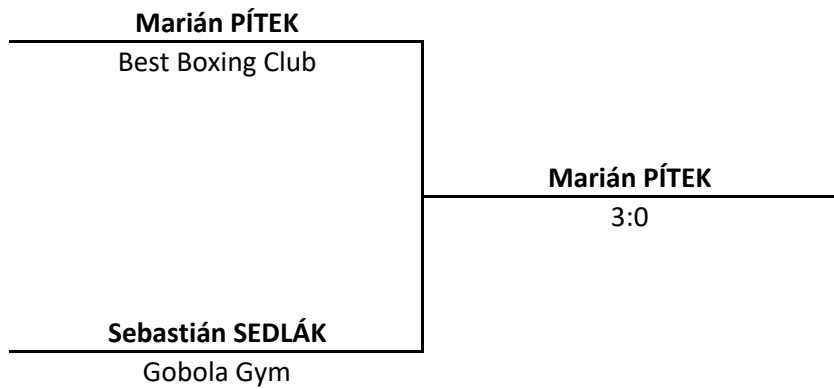 Marián PÍTEK
Best Boxing Club
Marián PÍTEK
3:0
Sebastián SEDLÁK
Gobola Gym